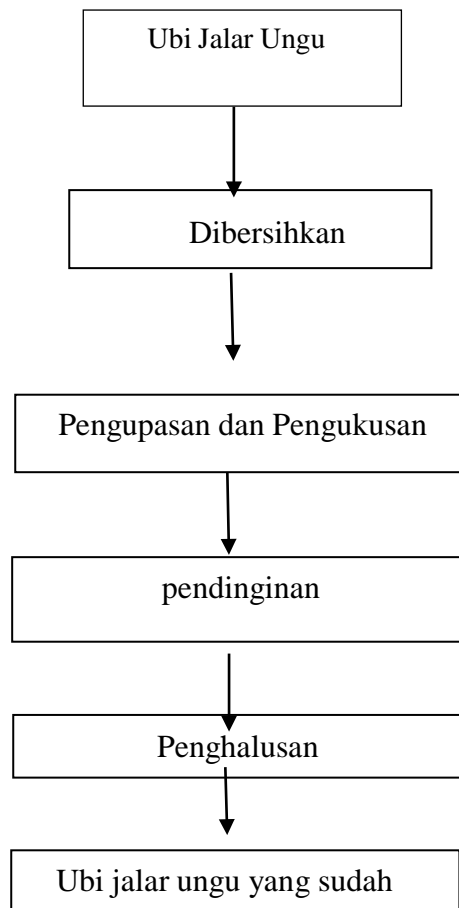 Ubi Jalar Ungu
Dibersihkan
Pengupasan dan Pengukusan
pendinginan
Penghalusan
Ubi jalar ungu yang sudah